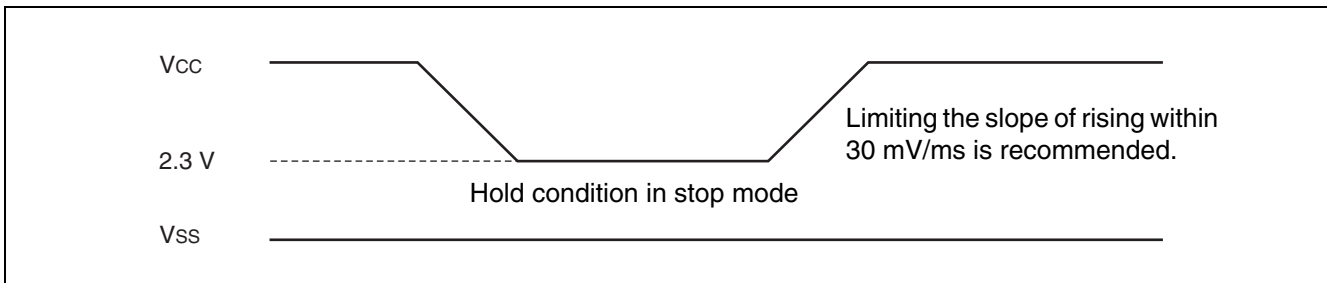 Vcc
Limiting the slope of rising within
30 mV/ms is recommended.
2.3 V
Hold condition in stop mode
Vss